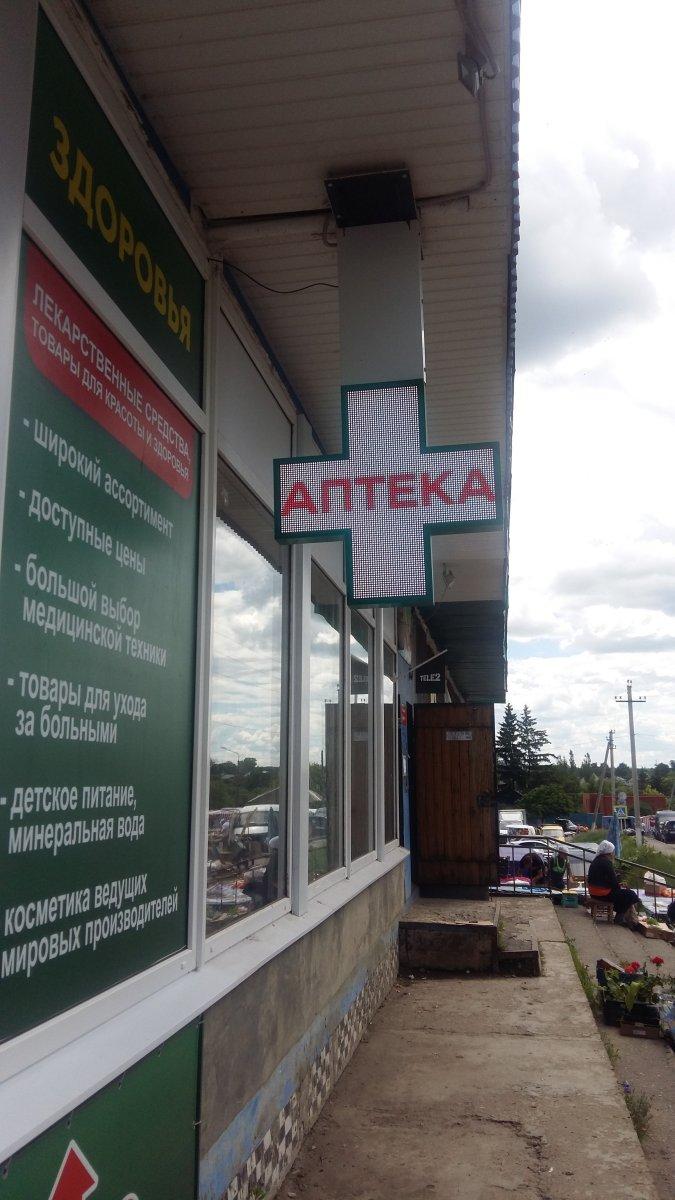 ЗДОРОВЬЯ
ЛЕКАРСТВЕННЫЕ СРЕДСТВА,
ТОВАРЫ ДЛЯ КРАСОТЫ И ЗДОРОВЬЯ
- широкий ассортимент
- доступные цены
- большой выбор
медицинской техники
- товары для ухода
за больными
- детское питание,
минеральная вода
косметика ведущих
мировых производителей
АПТЕКА
TELE2